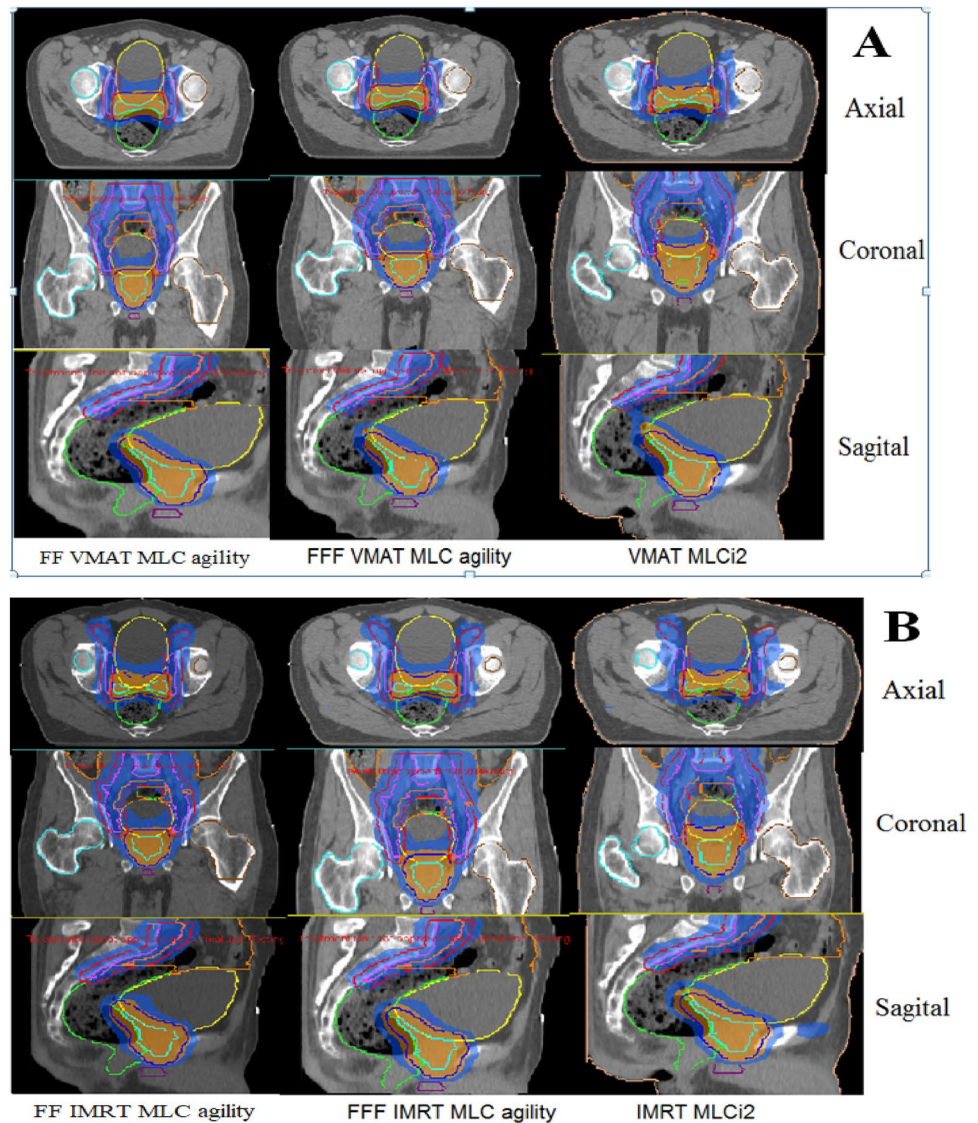 A
Axial
Coronal
Sagital
FF VMAT MLC agility
FFF VMAT MLC agility
VMAT MLCi2
B
Axial
Coronal
Sagital
FF IMRT MLC agility
FFF IMRT MLC agility
IMRT MLCi2